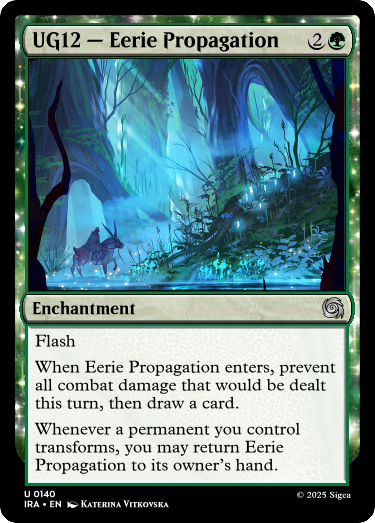 UG12 — Eerie Propagation 2
Enchantment
Flash
When Eerie Propagation enters, prevent
all combat damage that would be dealt
this turn, then draw a card.
Whenever a permanent you control
transforms, you may return Eerie
Propagation to its owner's hand.
U 0140
IRA • EN Katerina Vitkovska
© 2025 Sigea